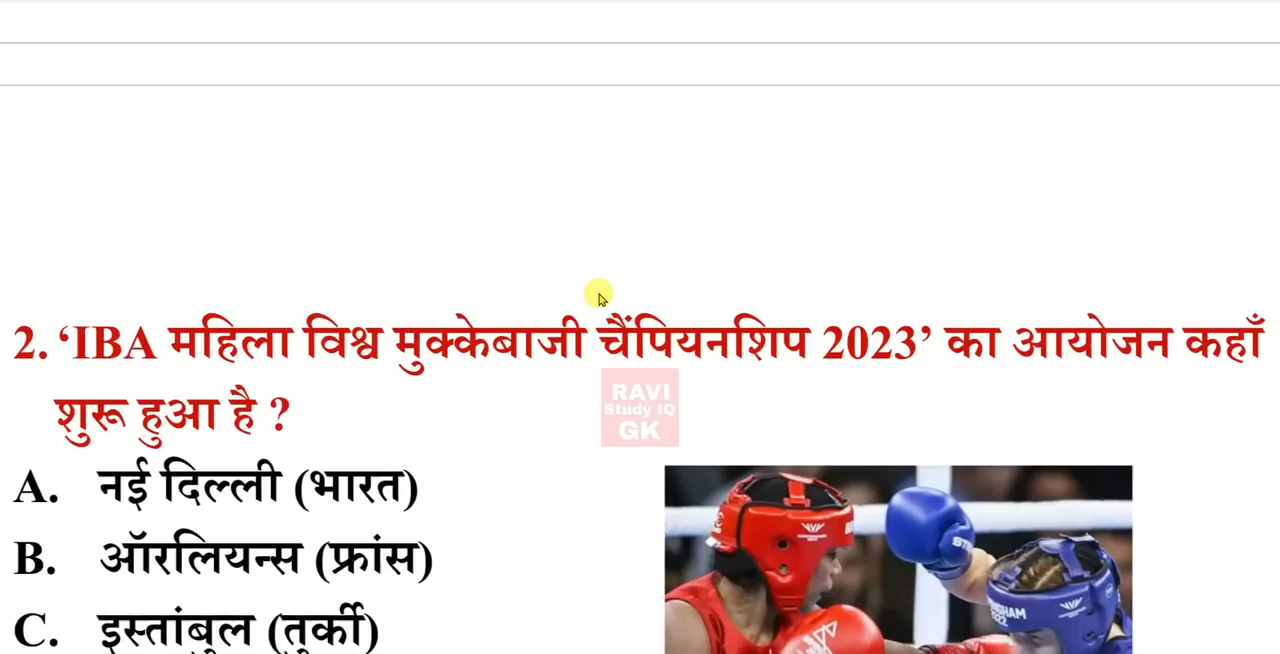 2. ‘IBA महिला विश्व मुक्केबाजी चैंपियनशिप 2023’ का आयोजन कहाँ
शुरू हुआ है ?
RAVI
Study IQ
GK
A. नई दिल्ली (भारत)
B. ऑरलियन्स (फ्रांस)
C. इस्तांबुल (तुर्की)